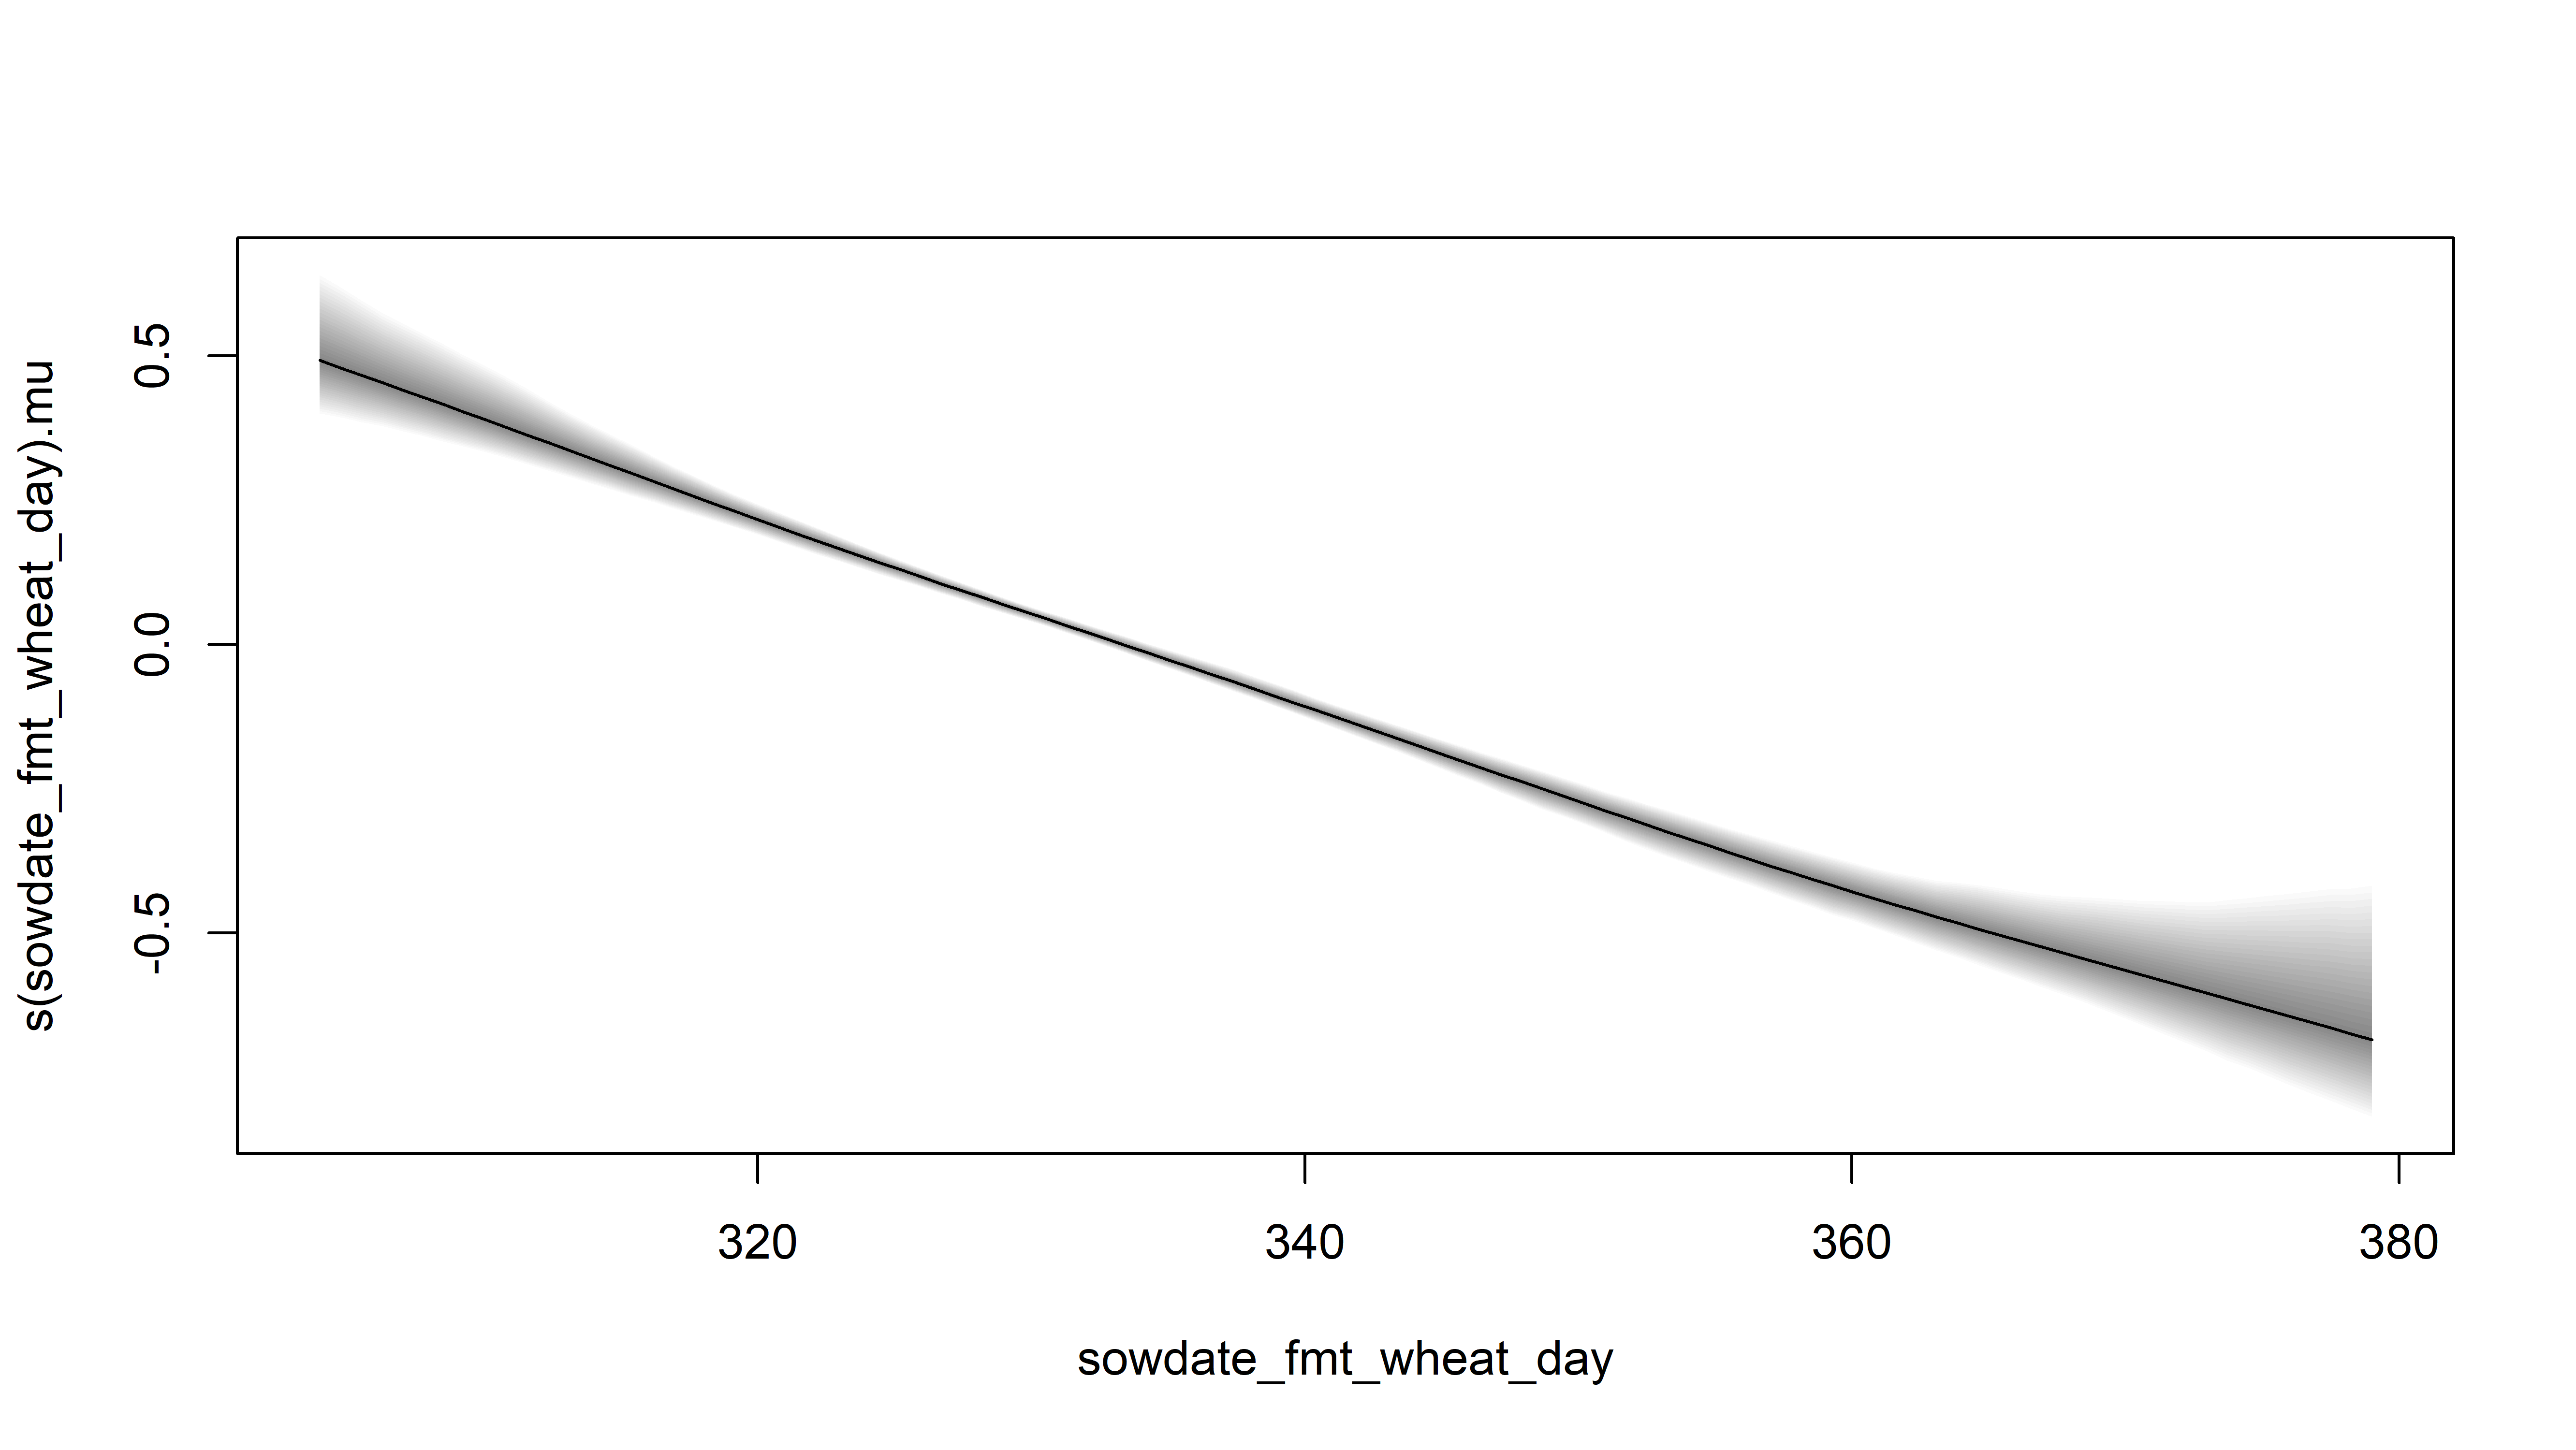 s(sowdate_fmt_wheat_day).mu
0.5
0.0
-0.5
320 340 360 380
sowdate_fmt_wheat_day